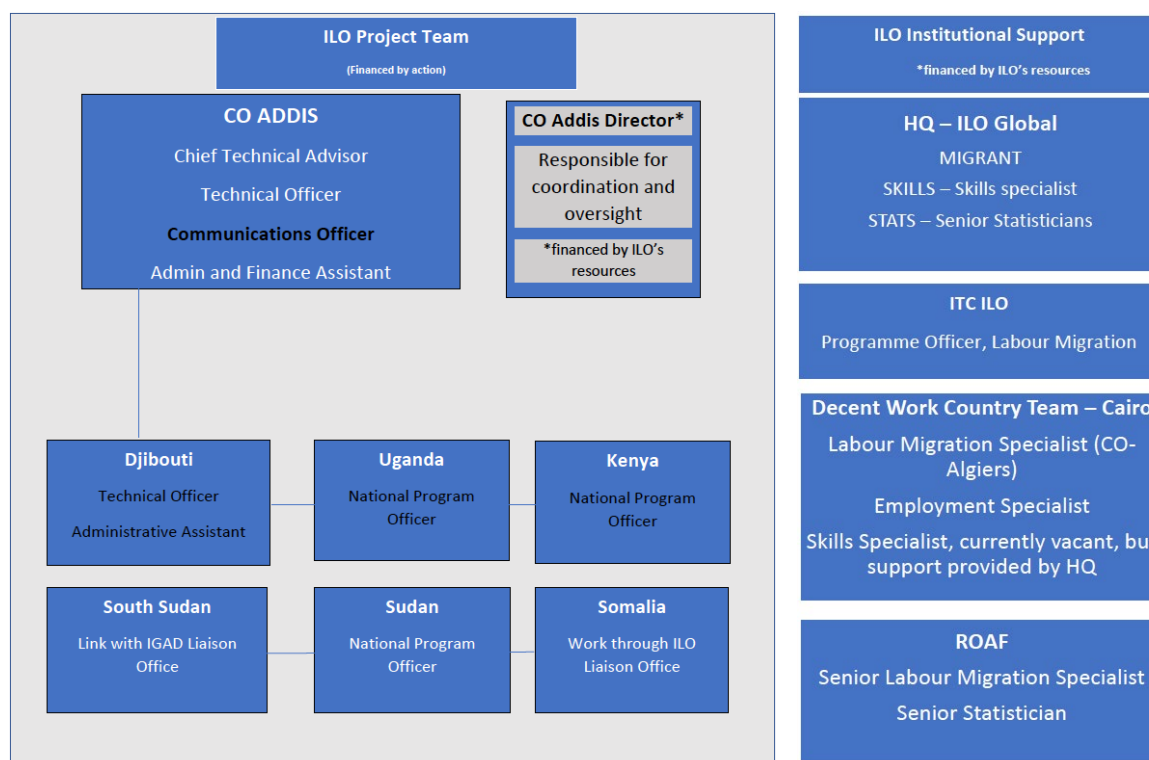 ILO Project Team
(Financed by action)
CO ADDIS
Chief Technical Advisor
Technical Officer
Communications Officer
Admin and Finance Assistant
CO Addis Director*
Responsible for
coordination and
oversight
*financed by ILO's
resources
Djibouti
Technical Officer
Administrative Assistant
Uganda
National Program
Officer
Kenya
National Program
Officer
South Sudan
Link with IGAD Liaison
Office
Sudan
National Program
Officer
Somalia
Work through ILO
Liaison Office
ILO Institutional Support
*financed by ILO's resources
HQ – ILO Global
MIGRANT
SKILLS – Skills specialist
STATS – Senior Statisticians
ITC ILO
Programme Officer, Labour Migration
Decent Work Country Team – Cairo
Labour Migration Specialist (CO-
Algiers)
Employment Specialist
Skills Specialist, currently vacant, bu
support provided by HQ
ROAF
Senior Labour Migration Specialist
Senior Statistician